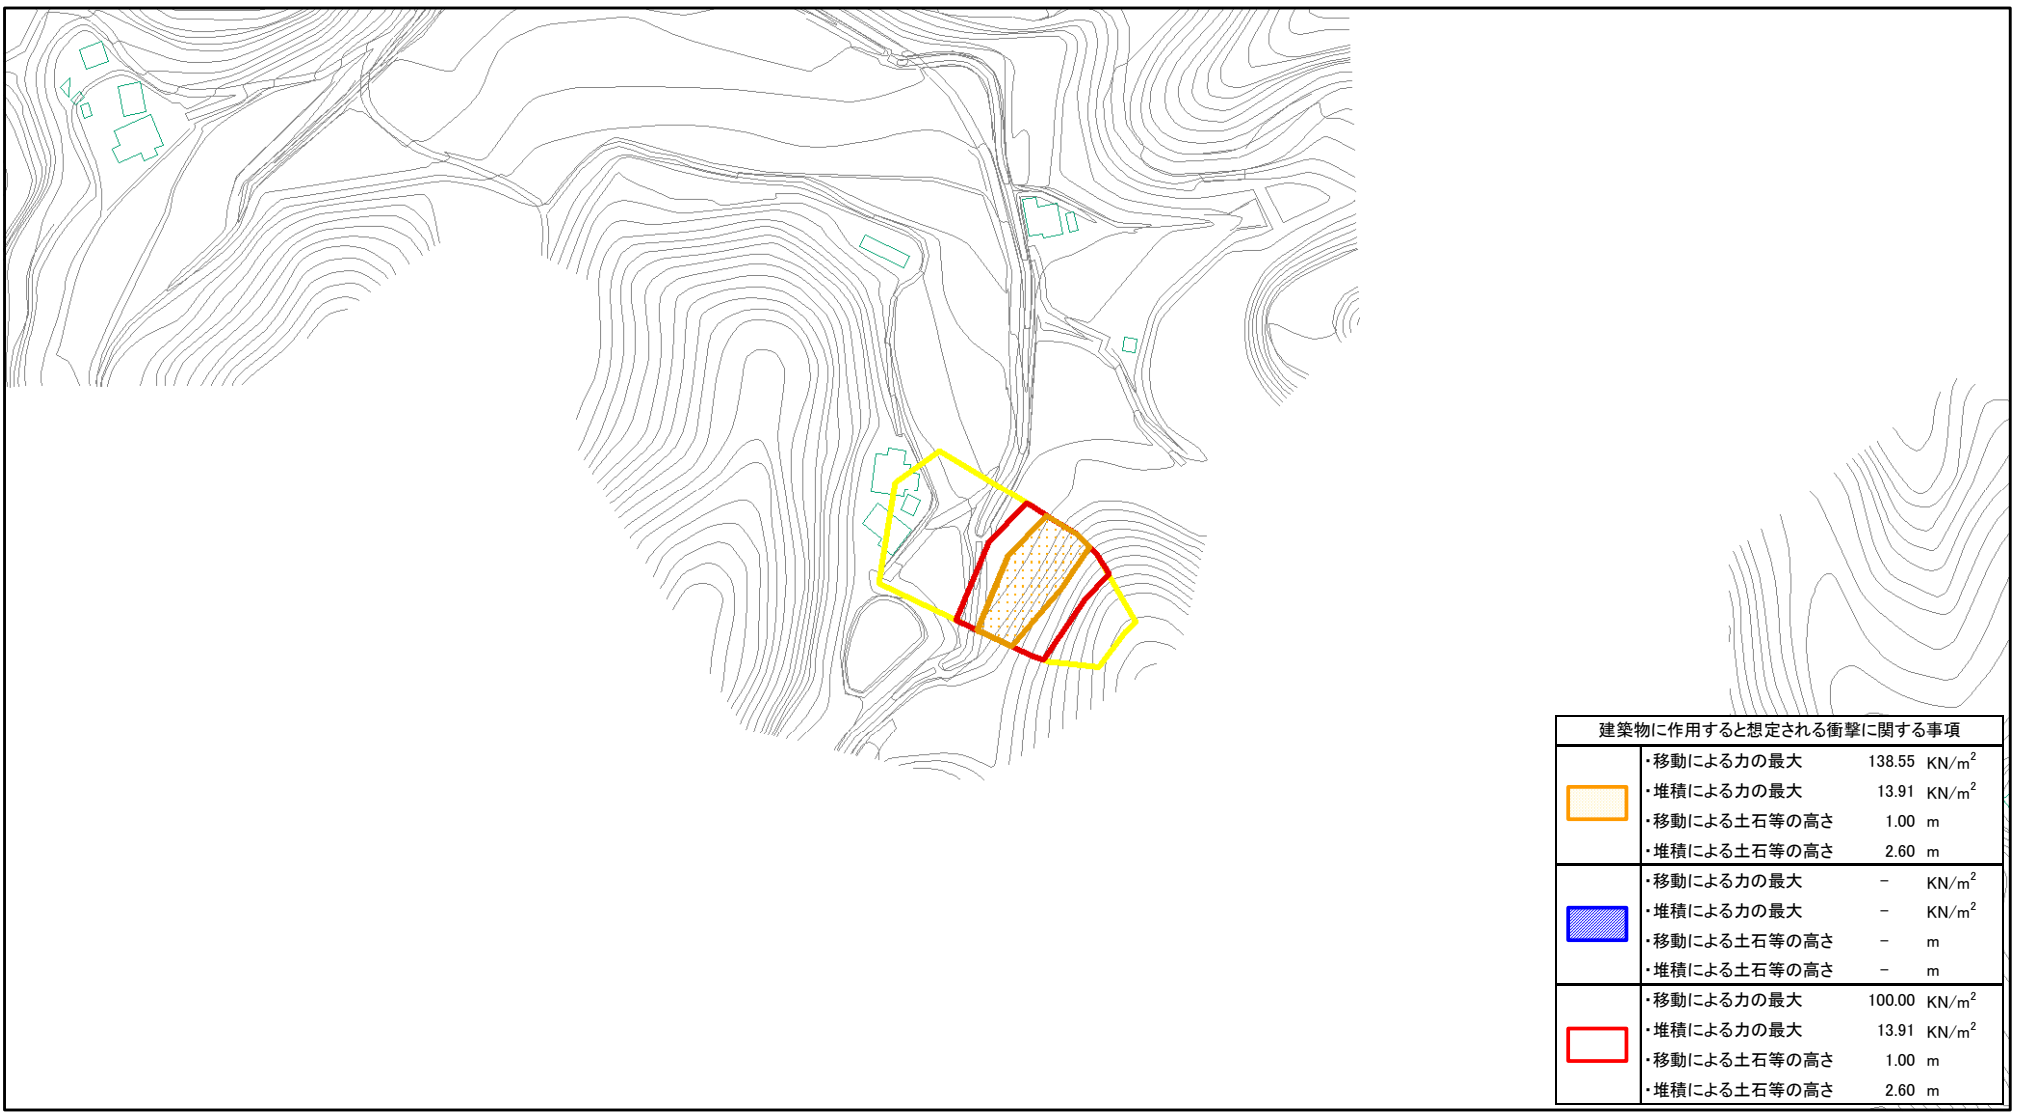 建築物に作用すると想定される衝撃に関する事項
・移動による力の最大 138.55 KN/m²
・堆積による力の最大 13.91 KN/m²
・移動による土石等の高さ 1.00 m
・堆積による土石等の高さ 2.60 m
・移動による力の最大 － KN/m²
・堆積による力の最大 － KN/m²
・移動による土石等の高さ － m
・堆積による土石等の高さ － m
・移動による力の最大 100.00 KN/m²
・堆積による力の最大 13.91 KN/m²
・移動による土石等の高さ 1.00 m
・堆積による土石等の高さ 2.60 m